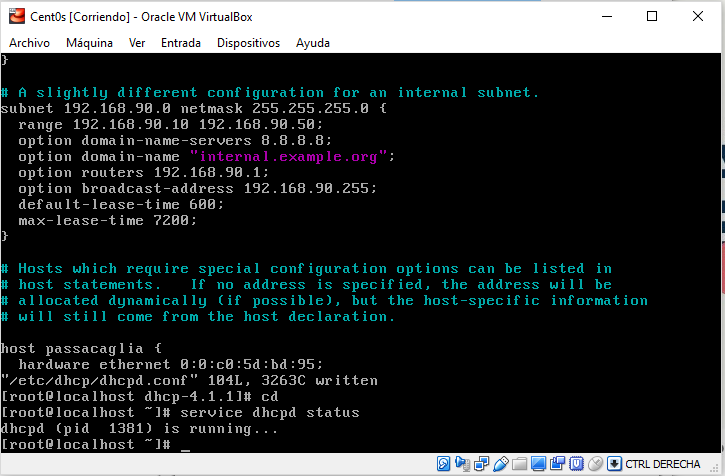 Cent0s [Corriendo] - Oracle VM VirtualBox
Archivo Máquina Ver Entrada Dispositivos Ayuda
}
# A slightly different configuration for an internal subnet.
subnet 192.168.90.0 netmask 255.255.255.0 {
  range 192.168.90.10 192.168.90.50;
  option domain-name-servers 8.8.8.8;
  option domain-name "internal.example.org";
  option routers 192.168.90.1;
  option broadcast-address 192.168.90.255;
  default-lease-time 600;
  max-lease-time 7200;
}
# Hosts which require special configuration options can be listed in
# host statements.   If no address is specified, the address will be
# allocated dynamically (if possible), but the host-specific information
# will still come from the host declaration.
host passacaglia {
  hardware ethernet 0:0:c0:5d:bd:95;
"/etc/dhcp/dhcpd.conf" 104L, 3263C written
[root@localhost dhcp-4.1.1]# cd
[root@localhost ~]# service dhcpd status
dhcpd (pid  1381) is running...
[root@localhost ~]# _
CTRL DERECHA